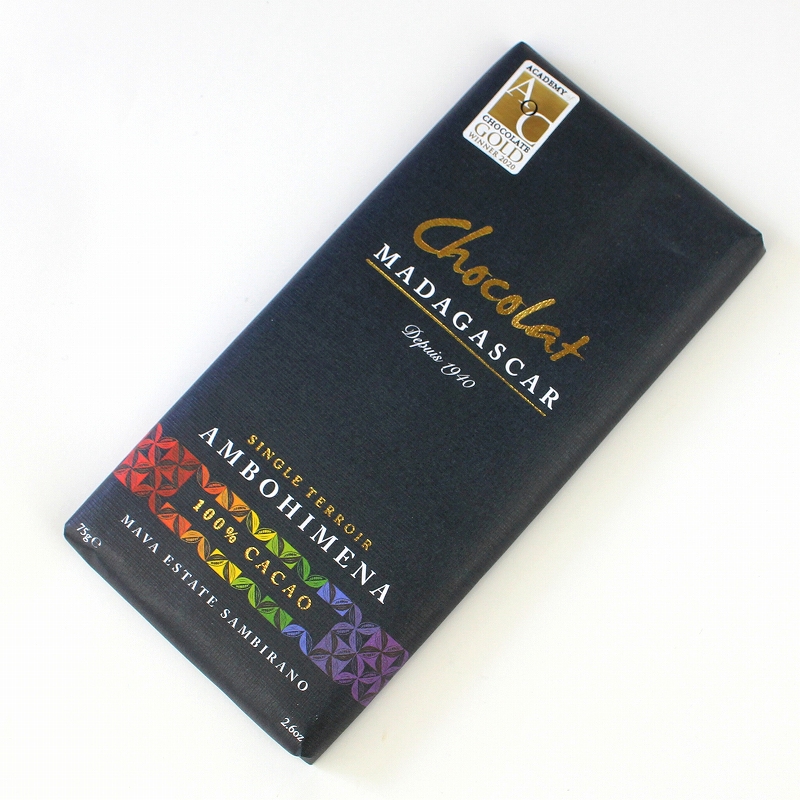 ACADEMY
AoC
CHOCOLATE
GOLD
WINNER 2020
Chocolat
MADAGASCAR
Depuis 1940
SINGLE TERROIR
AMBOHIMENA
100% CACAO
MAVA ESTATE SAMBIRANO
75g℮
2.6oz